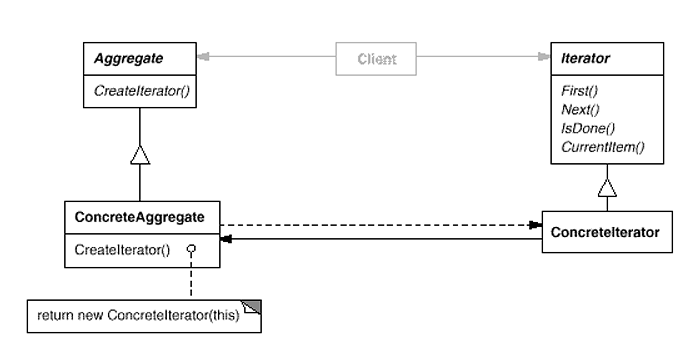 Aggregate
CreateIterator()
Client
Iterator
First()
Next()
IsDone()
CurrentItem()
ConcreteAggregate
CreateIterator()
ConcreteIterator
return new ConcreteIterator(this)